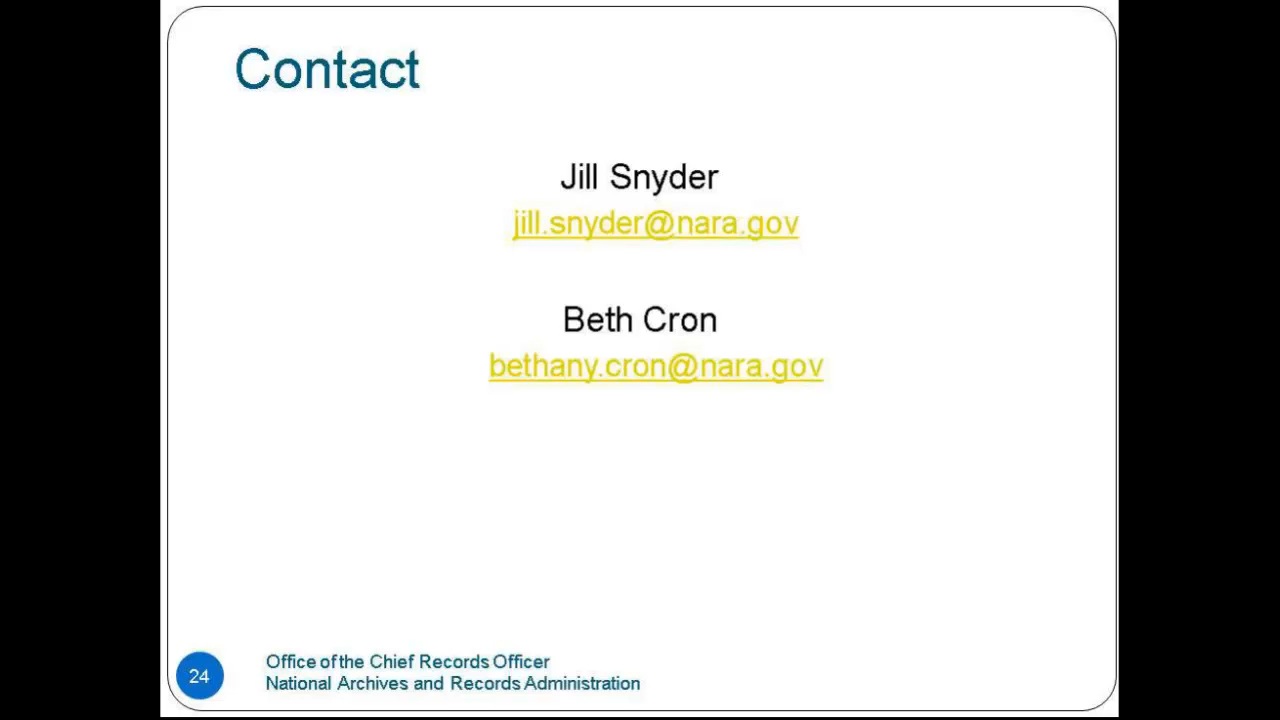 Contact
Jill Snyder
jill.snyder@nara.gov
Beth Cron
bethany.cron@nara.gov
Office of the Chief Records Officer
National Archives and Records Administration
24